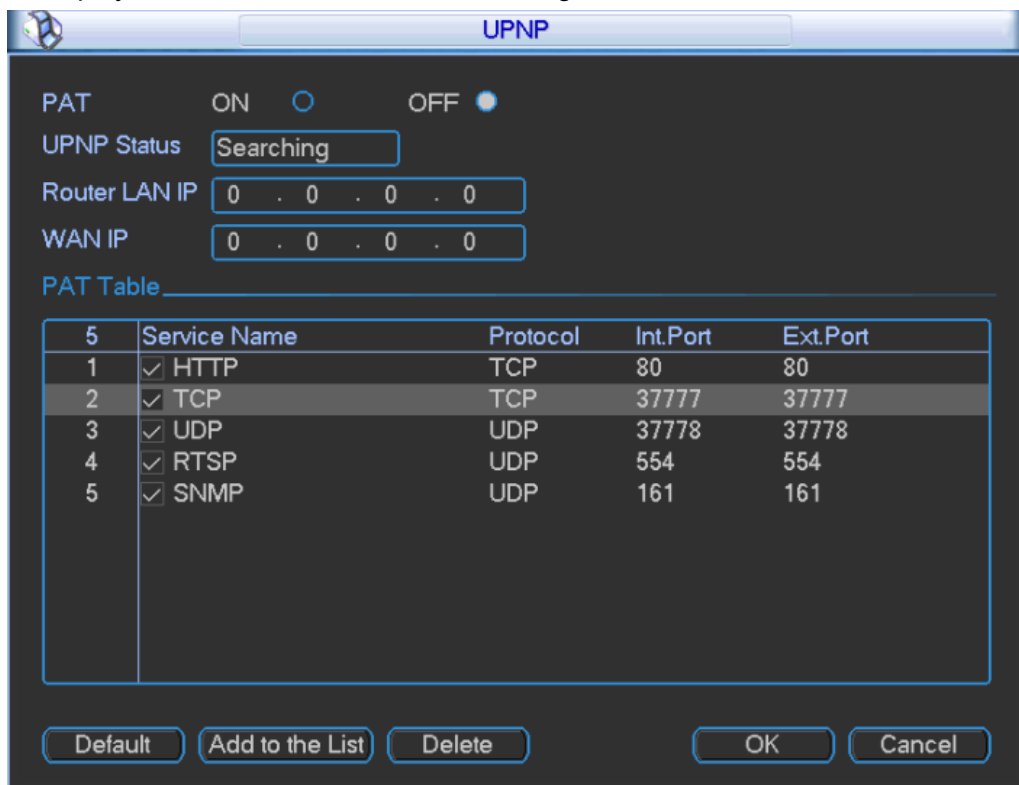 UPNP
PAT ON OFF
UPNP Status Searching
Router LAN IP 0 . 0 . 0 . 0
WAN IP 0 . 0 . 0 . 0
PAT Table
5 Service Name Protocol Int.Port Ext.Port
1 HTTP TCP 80 80
2 TCP TCP 37777 37777
3 UDP UDP 37778 37778
4 RTSP UDP 554 554
5 SNMP UDP 161 161
Default Add to the List Delete OK Cancel